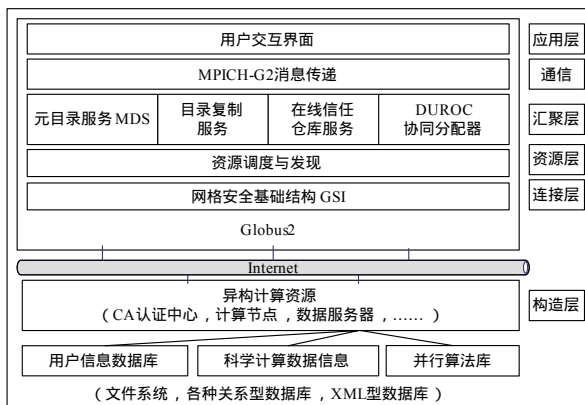 用户交互界面 应用层
MPICH-G2消息传递 通信
元目录服务 MDS 目录复制服务 在线信任仓库服务 DUROC协同分配器 汇聚层
资源调度与发现 资源层
网格安全基础结构 GSI 连接层
Globus2
Internet
异构计算资源
（CA认证中心，计算节点，数据服务器，……） 构造层
用户信息数据库 科学计算数据信息 并行算法库
（文件系统，各种关系型数据库，XML型数据库）